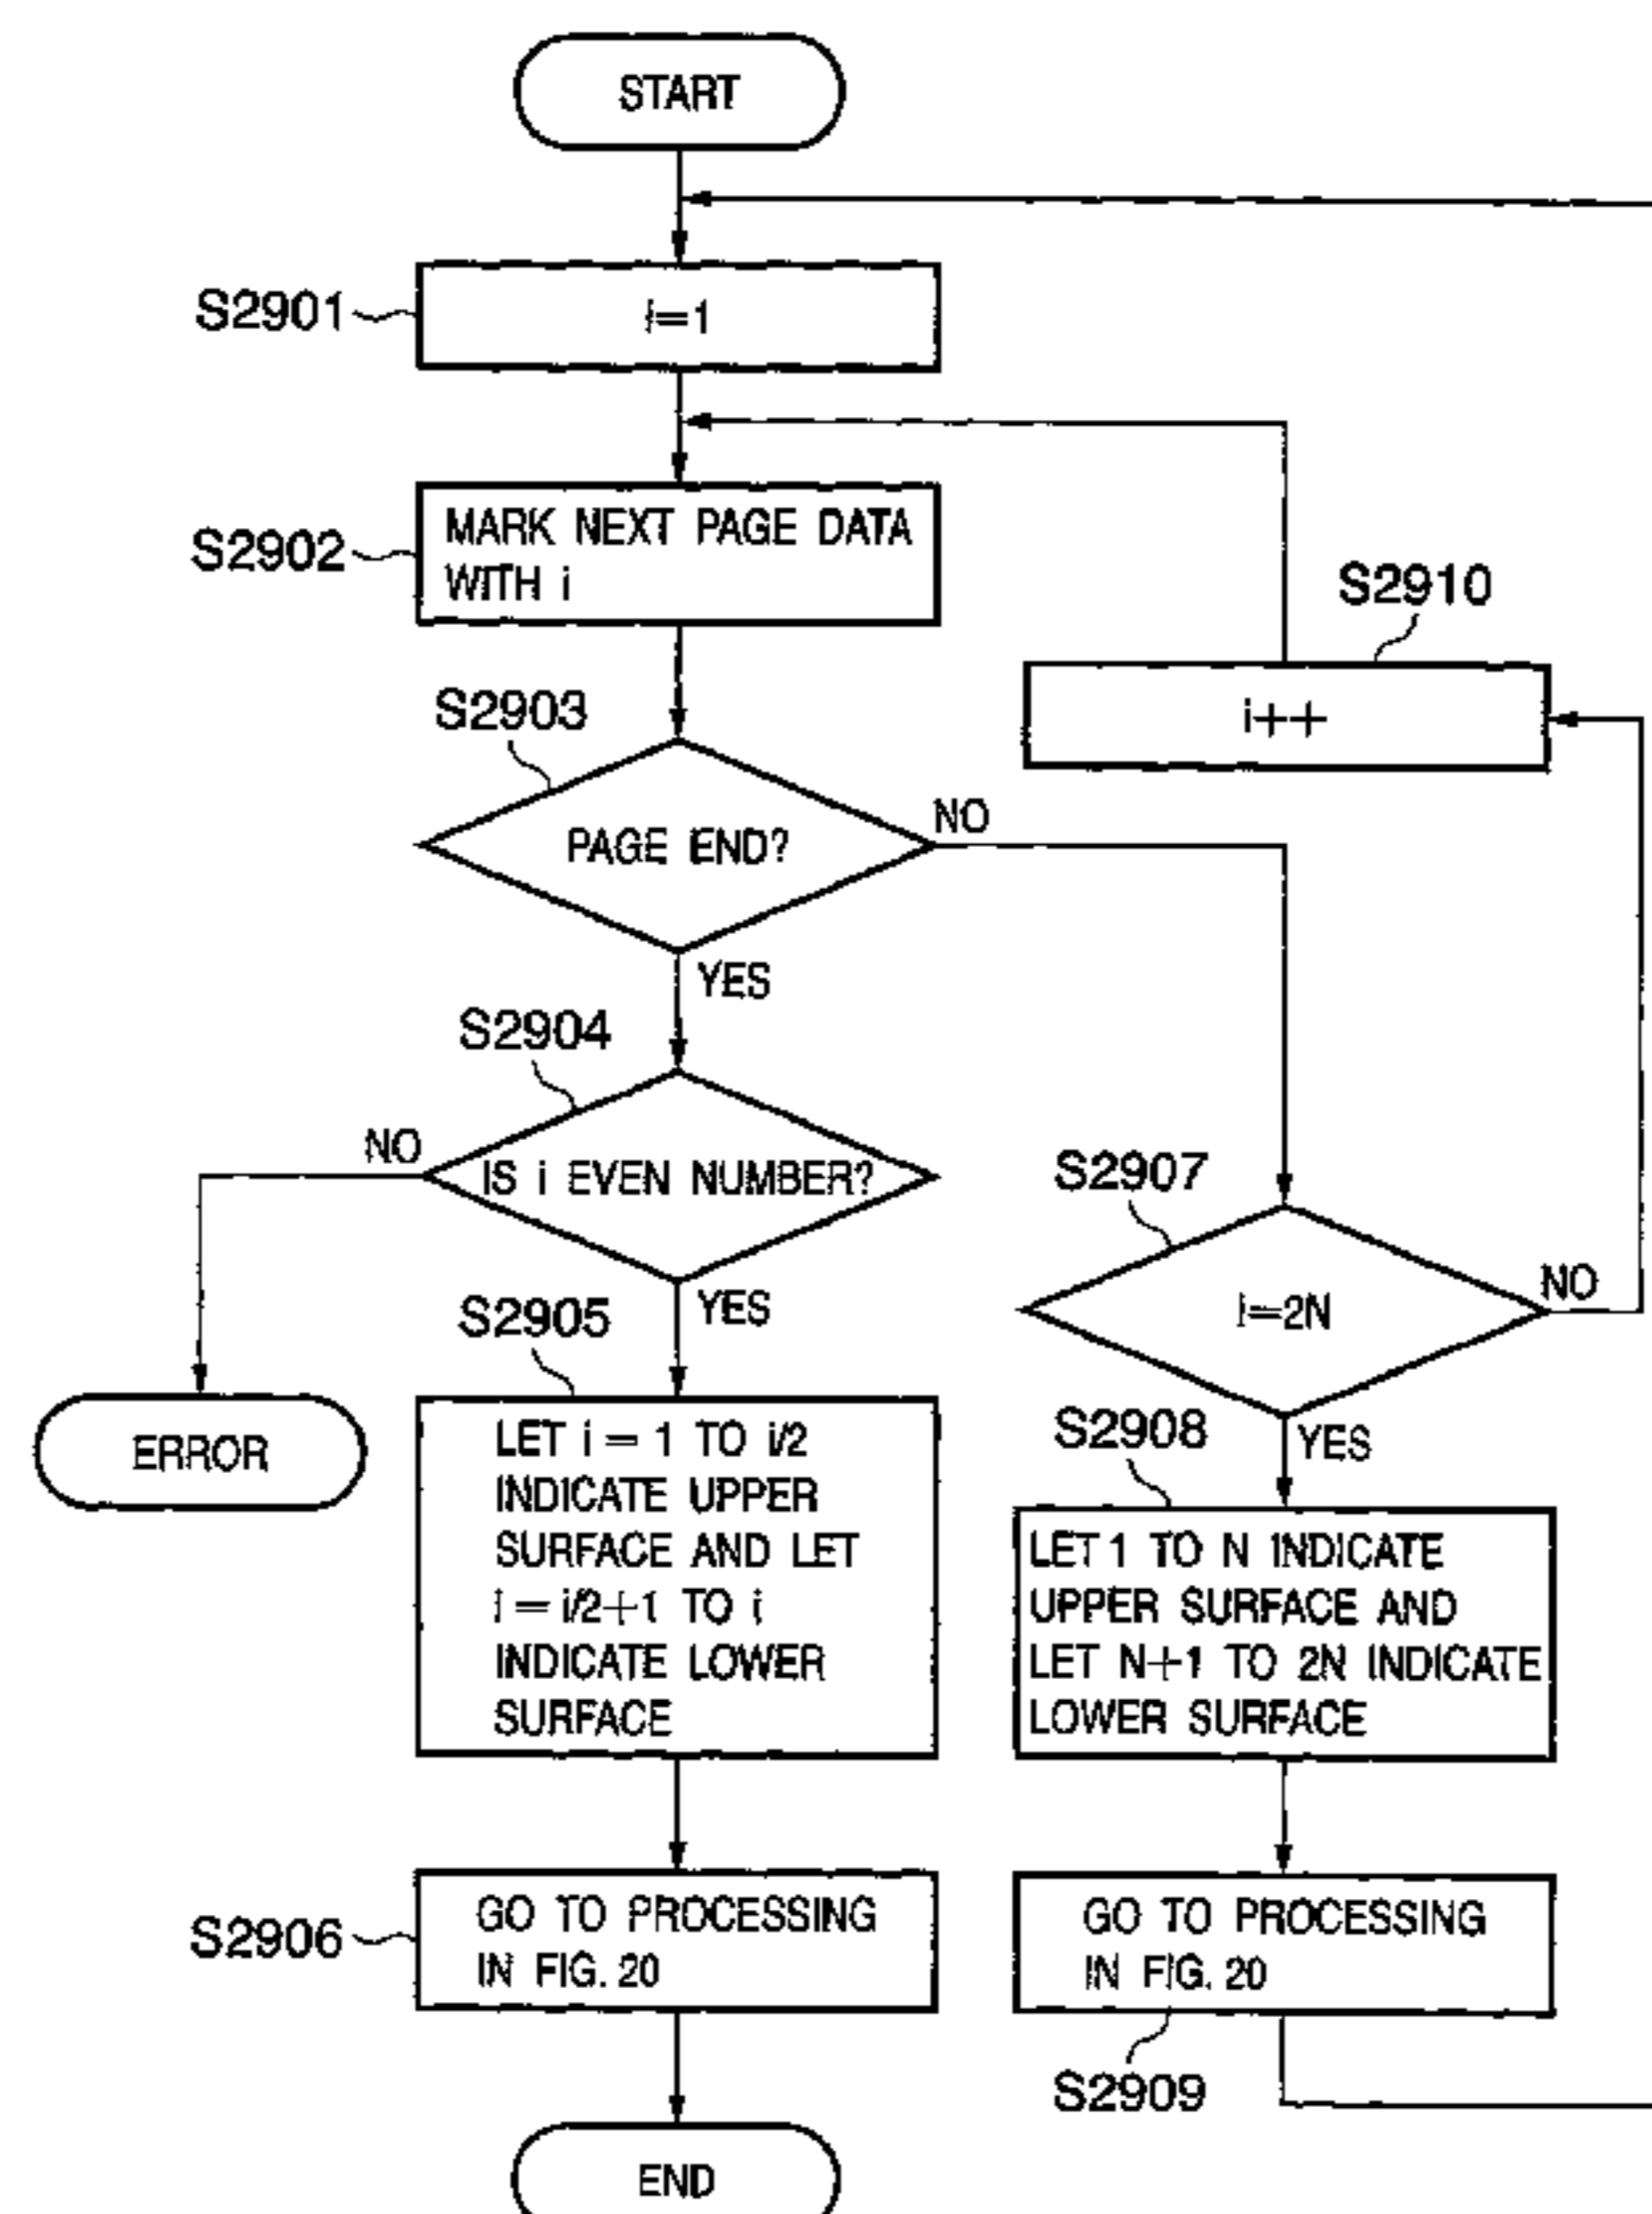 START
S2901
i=1
S2902
MARK NEXT PAGE DATA
WITH i
S2910
i++
S2903
PAGE END?
NO
YES
S2904
NO
IS i EVEN NUMBER?
YES
ERROR
S2907
i=2N
NO
YES
S2905
LET i = 1 TO i/2
INDICATE UPPER
SURFACE AND LET
i = i/2+1 TO i
INDICATE LOWER
SURFACE
S2908
LET 1 TO N INDICATE
UPPER SURFACE AND
LET N+1 TO 2N INDICATE
LOWER SURFACE
S2906
GO TO PROCESSING
IN FIG. 20
GO TO PROCESSING
IN FIG. 20
S2909
END